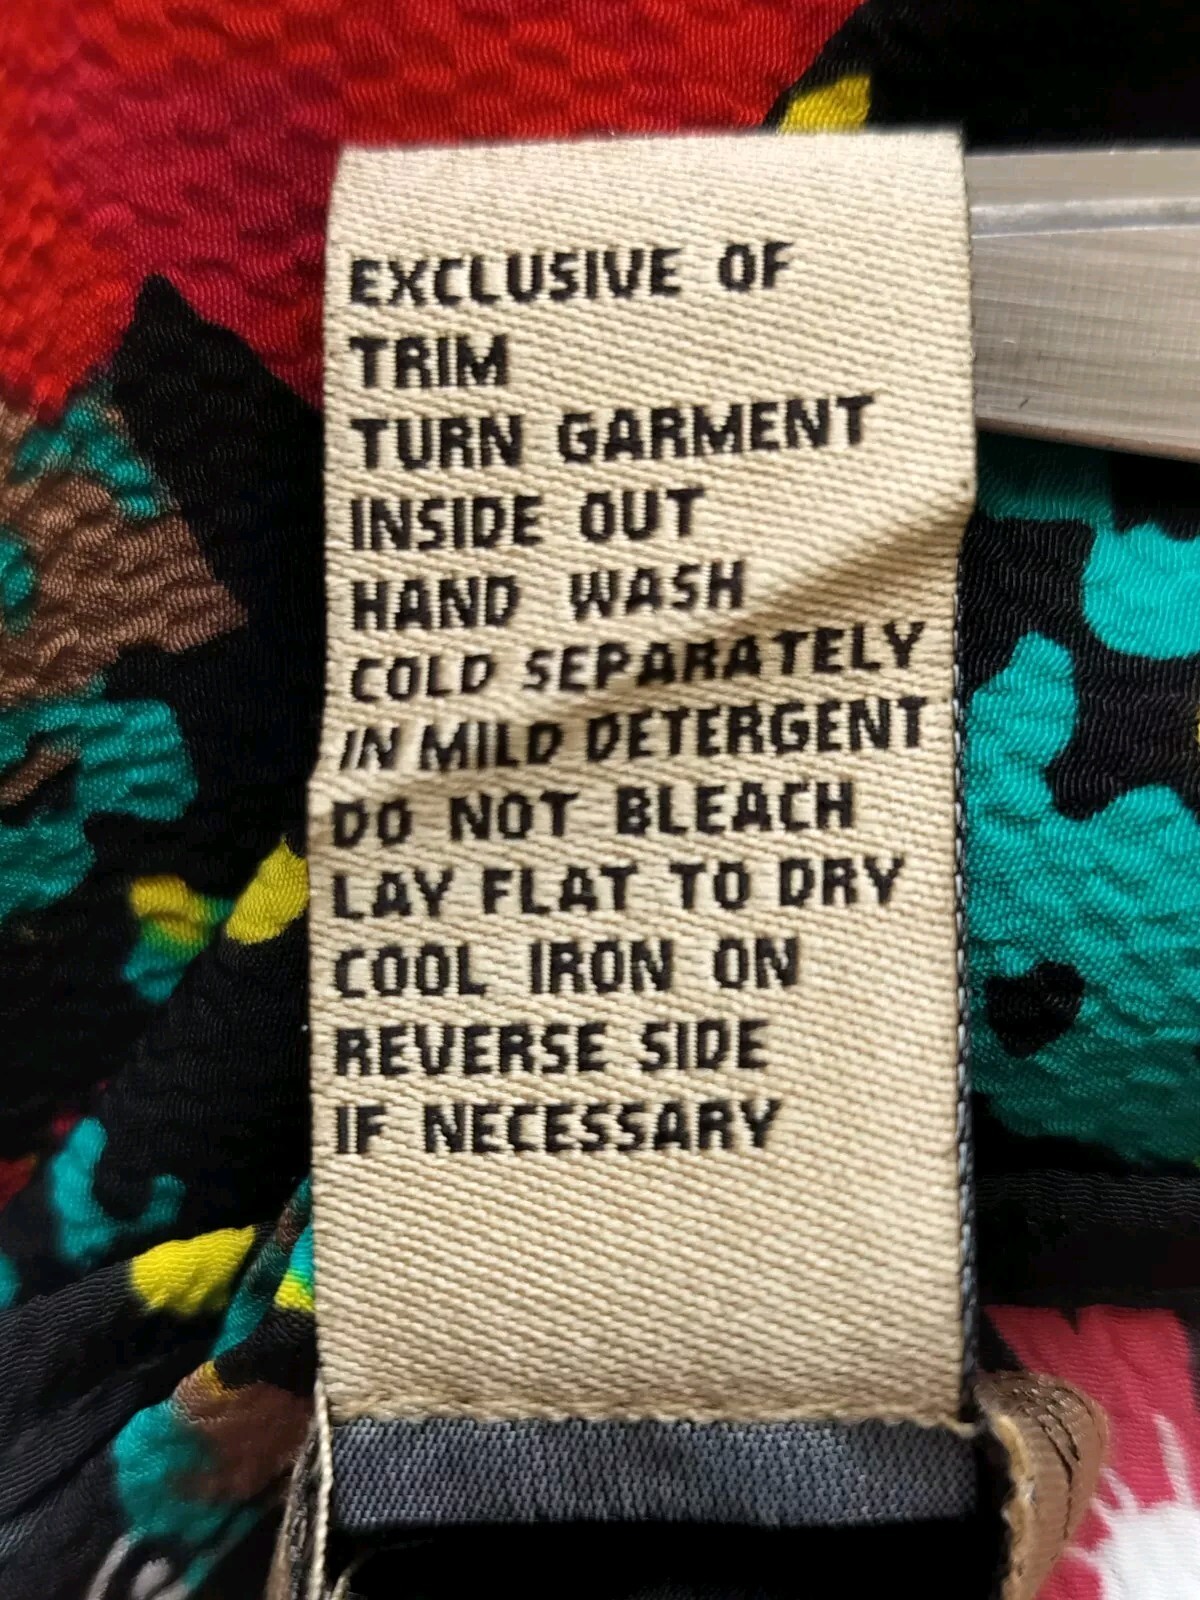 EXCLUSIVE OF
TRIM
TURN GARMENT
INSIDE OUT
HAND WASH
COLD SEPARATELY
IN MILD DETERGENT
DO NOT BLEACH
LAY FLAT TO DRY
COOL IRON ON
REVERSE SIDE
IF NECESSARY